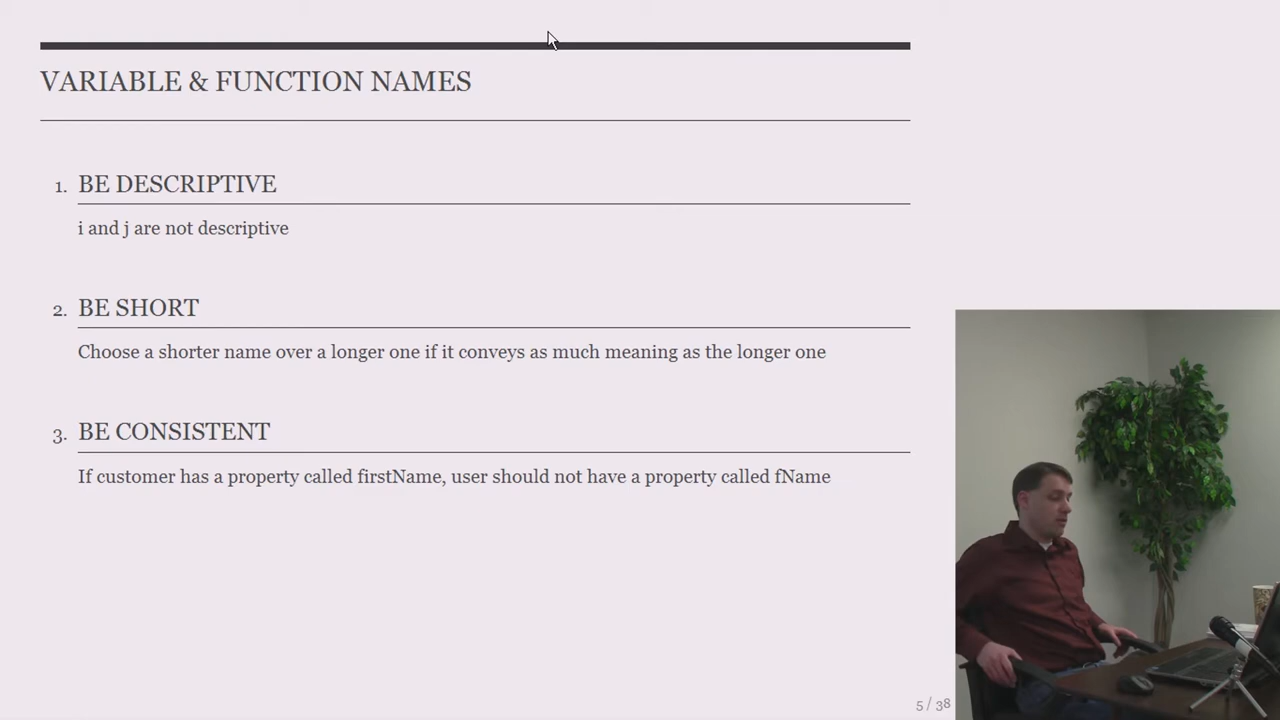 VARIABLE & FUNCTION NAMES
1. BE DESCRIPTIVE
i and j are not descriptive
2. BE SHORT
Choose a shorter name over a longer one if it conveys as much meaning as the longer one
3. BE CONSISTENT
If customer has a property called firstName, user should not have a property called fName
5 / 38